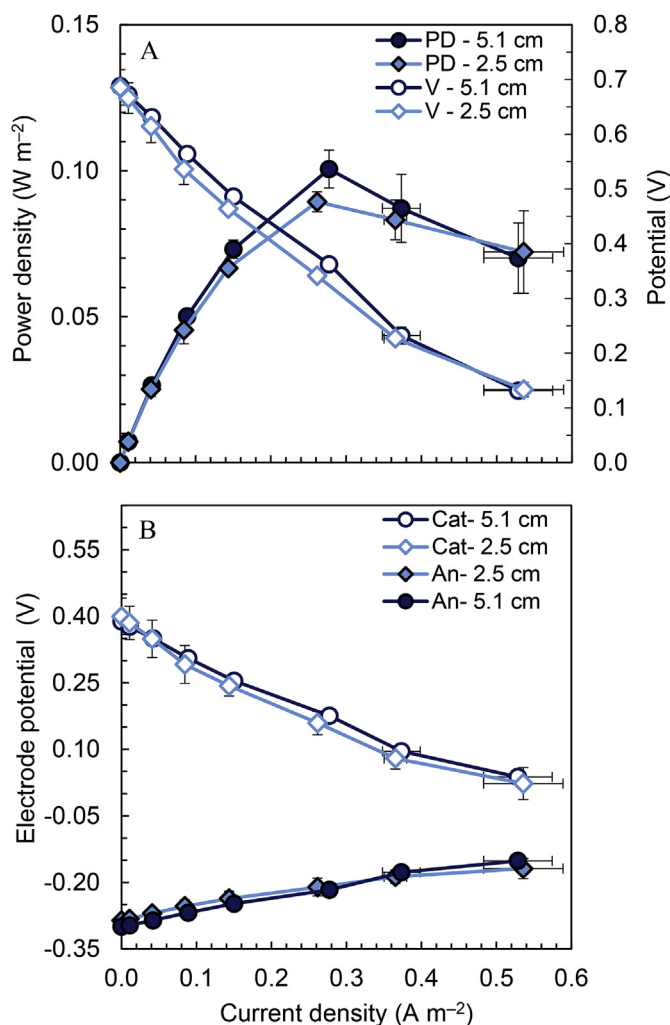 A
PD - 5.1 cm
PD - 2.5 cm
V - 5.1 cm
V - 2.5 cm
Power density (W m⁻²)
0.15
0.10
0.05
0.00
Potential (V)
0.8
0.7
0.6
0.5
0.4
0.3
0.2
0.1
0.0
B
Cat- 5.1 cm
Cat- 2.5 cm
An- 2.5 cm
An- 5.1 cm
Electrode potential (V)
0.55
0.40
0.25
0.10
-0.05
-0.20
-0.35
0.0 0.1 0.2 0.3 0.4 0.5 0.6
Current density (A m⁻²)